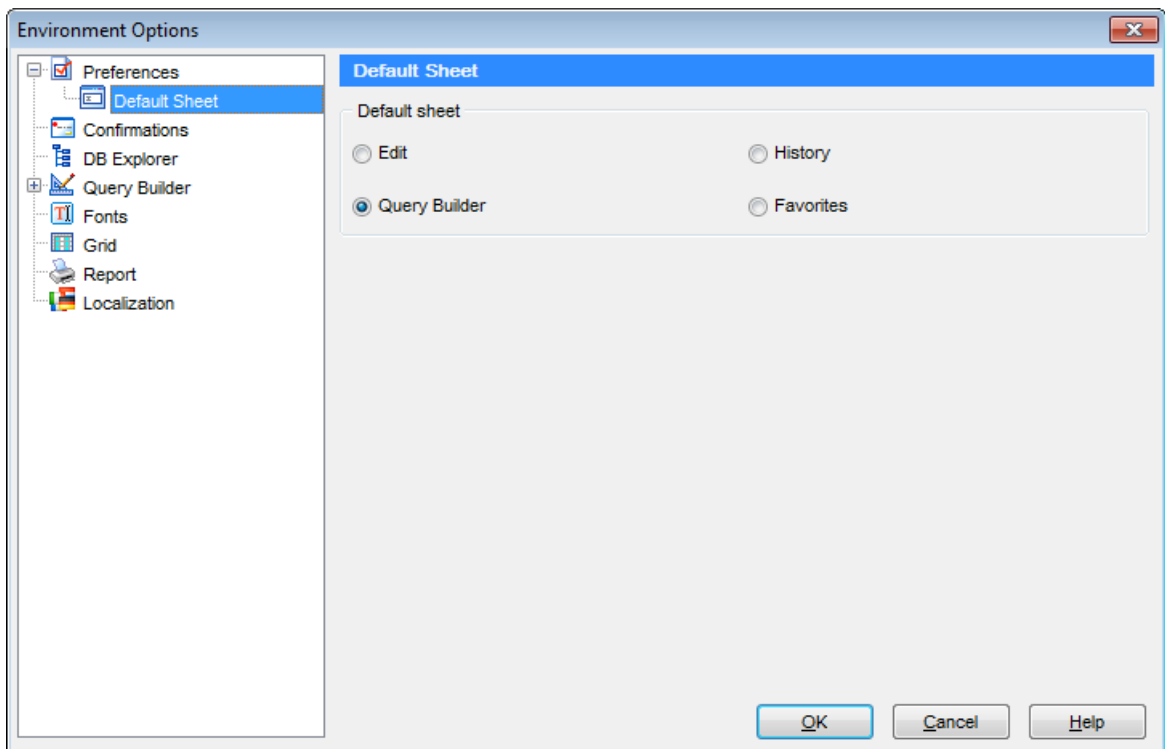 Environment Options
Preferences
Default Sheet
Confirmations
DB Explorer
Query Builder
Fonts
Grid
Report
Localization
Default Sheet
Default sheet
Edit
History
Query Builder
Favorites
OK
Cancel
Help